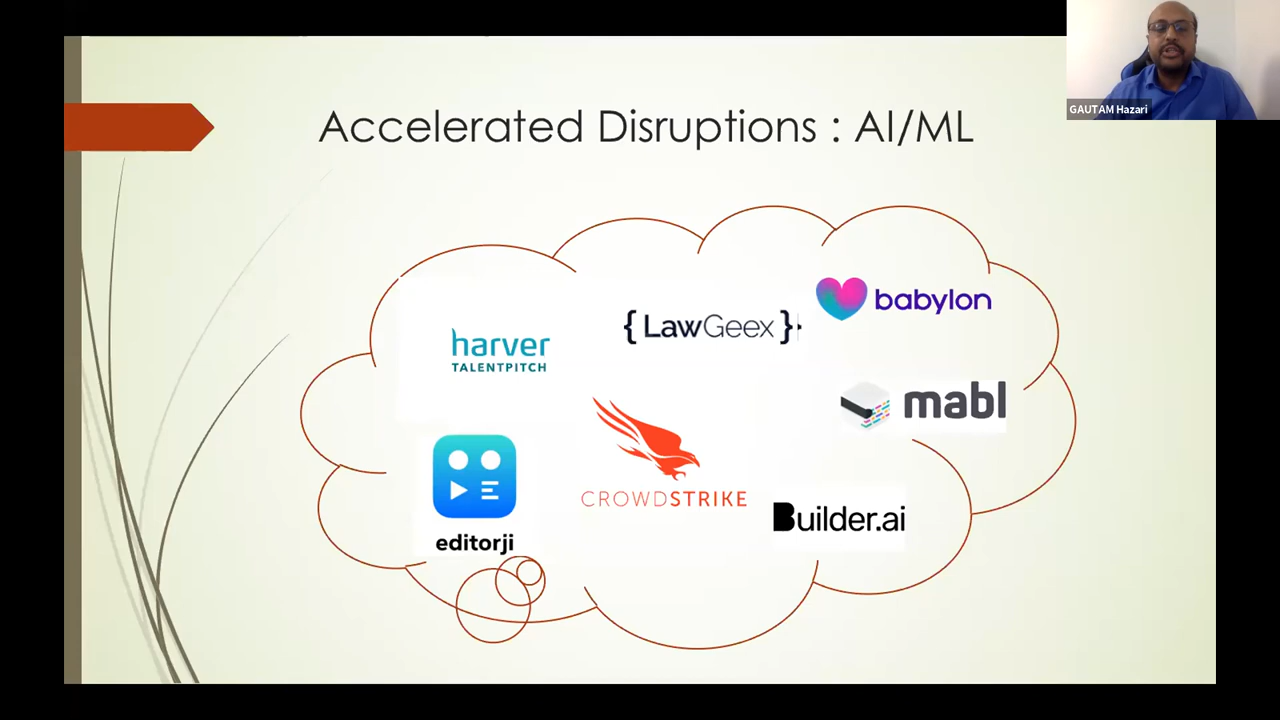 Accelerated Disruptions : AI/ML
GAUTAM Hazari
babylon
{LawGeex}
harver
TALENTPITCH
mabl
CROWDSTRIKE
Builder.ai
editorji